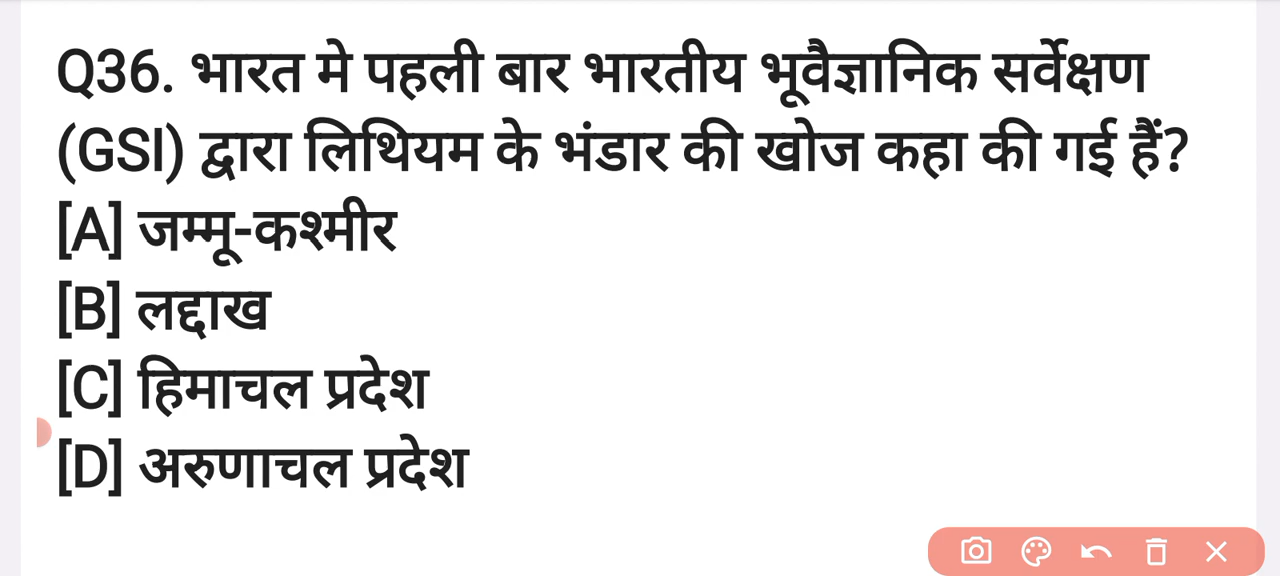 Q36. भारत मे पहली बार भारतीय भूवैज्ञानिक सर्वेक्षण
(GSI) द्वारा लिथियम के भंडार की खोज कहा की गई हैं?
[A] जम्मू-कश्मीर
[B] लद्दाख
[C] हिमाचल प्रदेश
[D] अरुणाचल प्रदेश